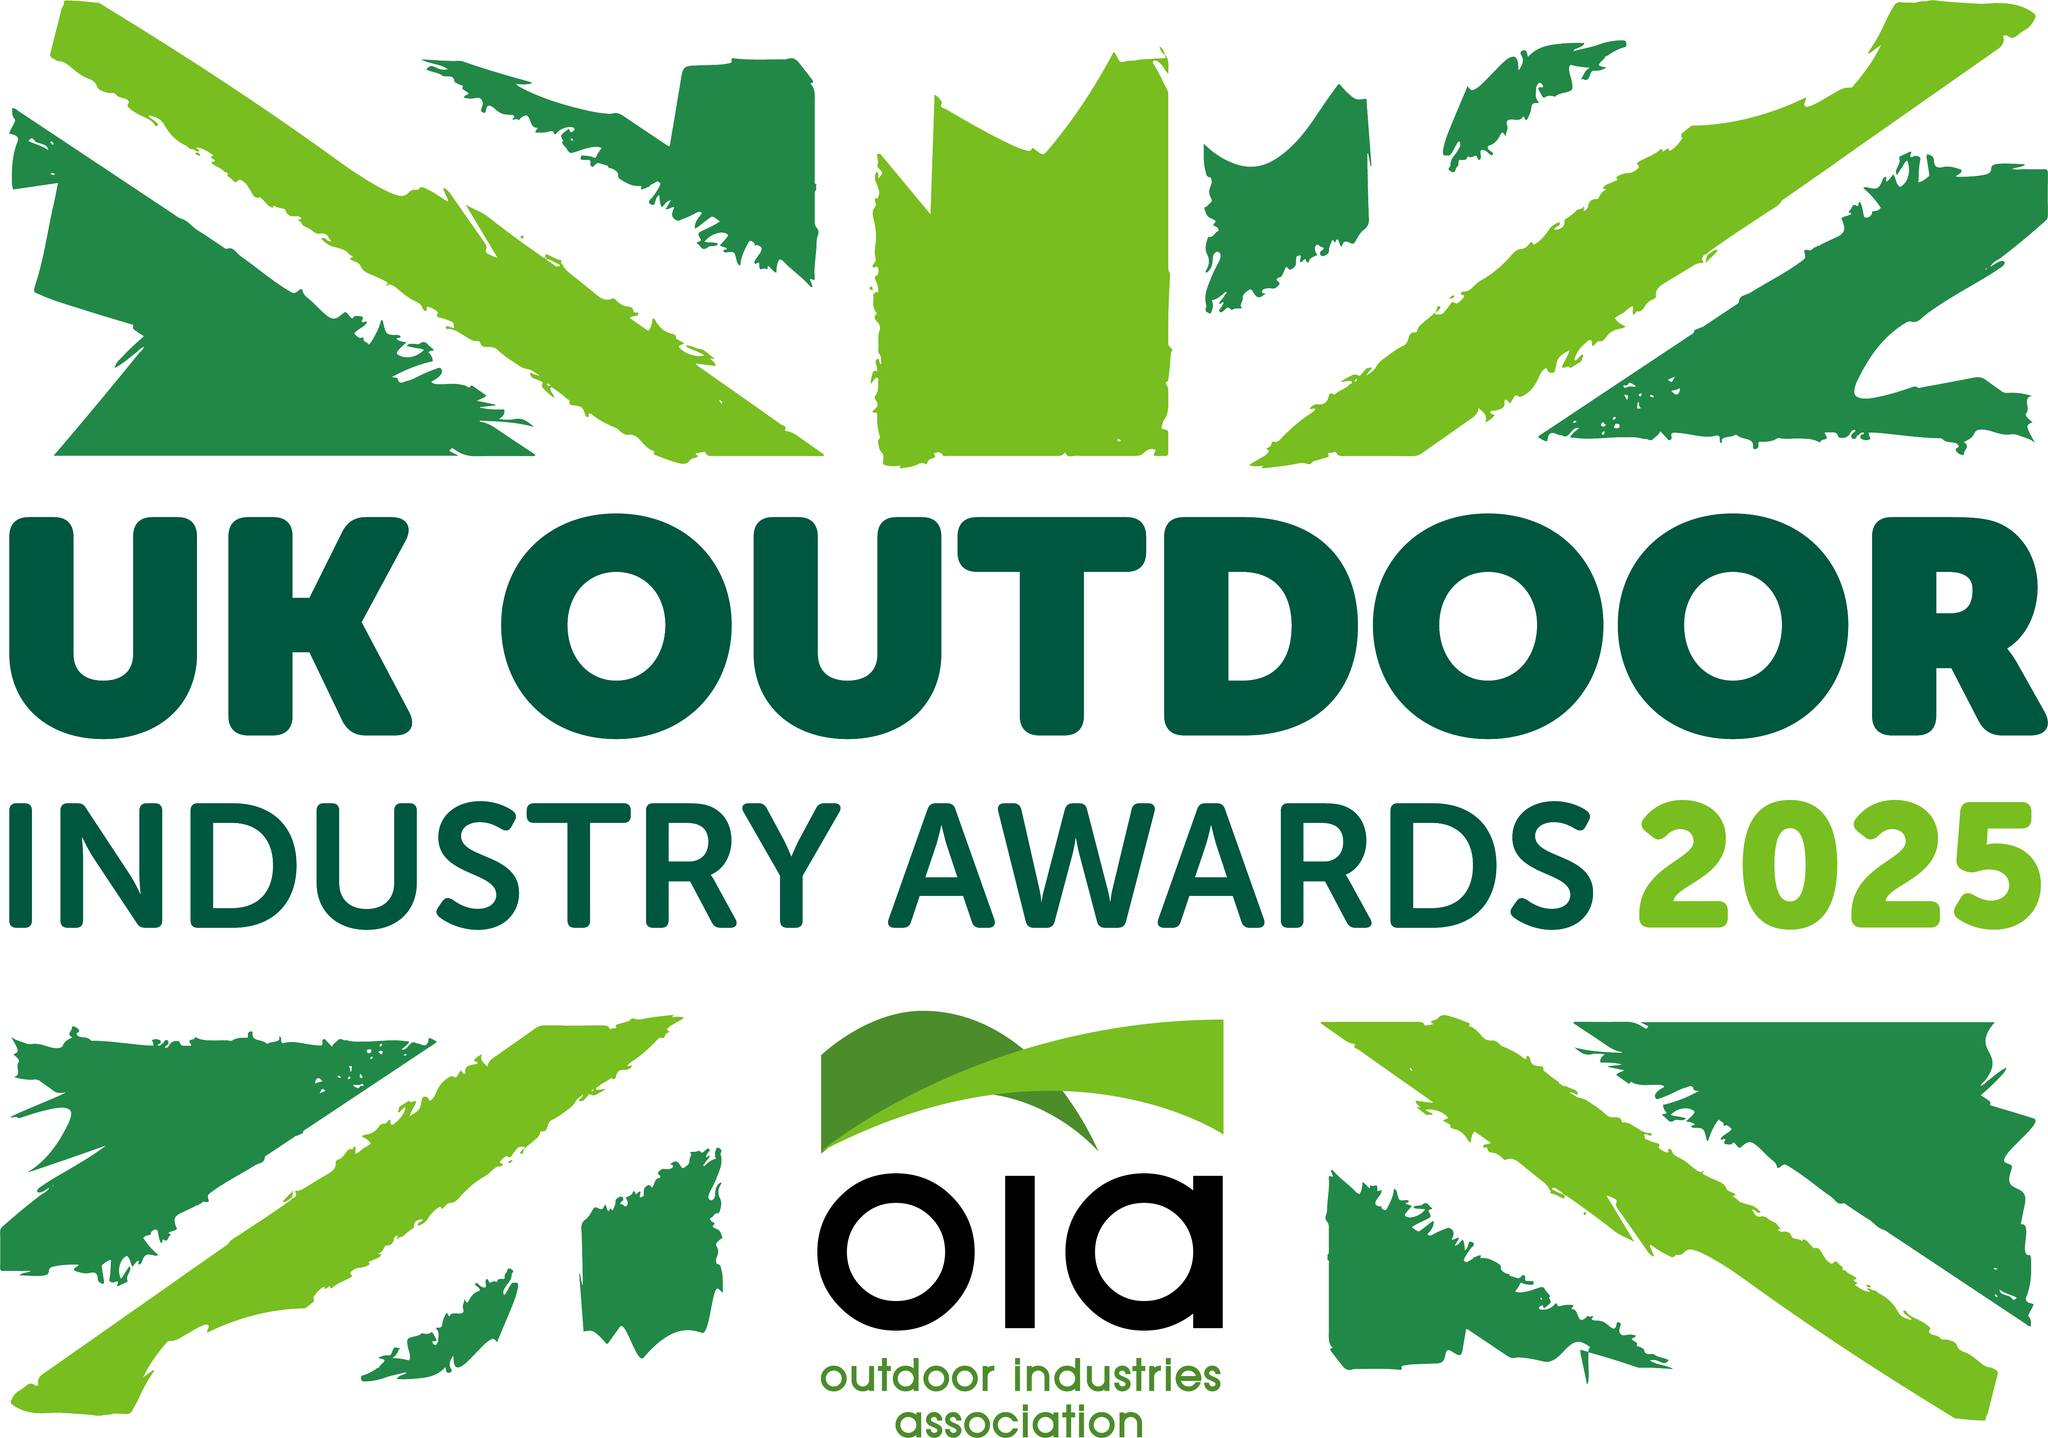 UK OUTDOOR
INDUSTRY AWARDS 2025
oia
outdoor industries
association